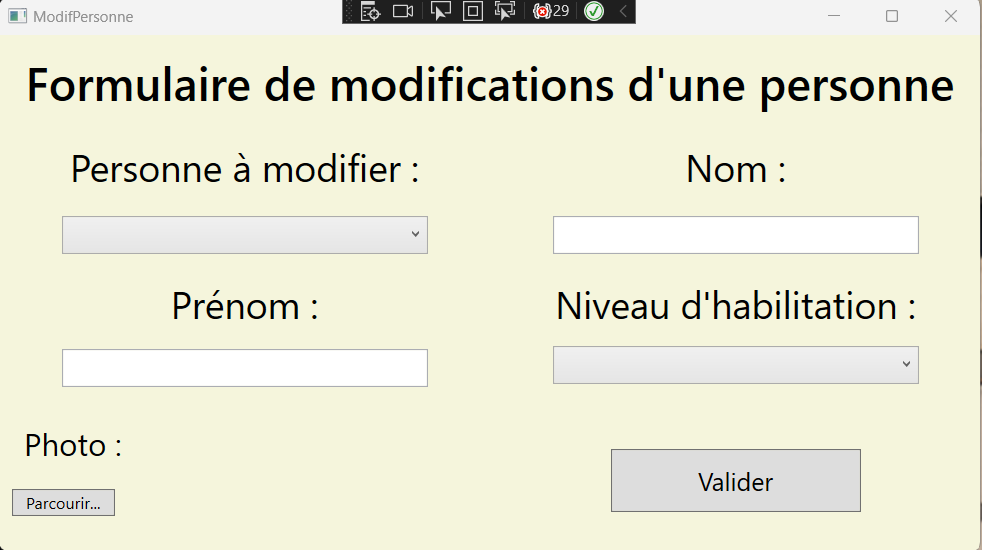 ModifPersonne
29
Formulaire de modifications d'une personne
Personne à modifier :
Nom :
Prénom :
Niveau d'habilitation :
Photo :
Valider
Parcourir...